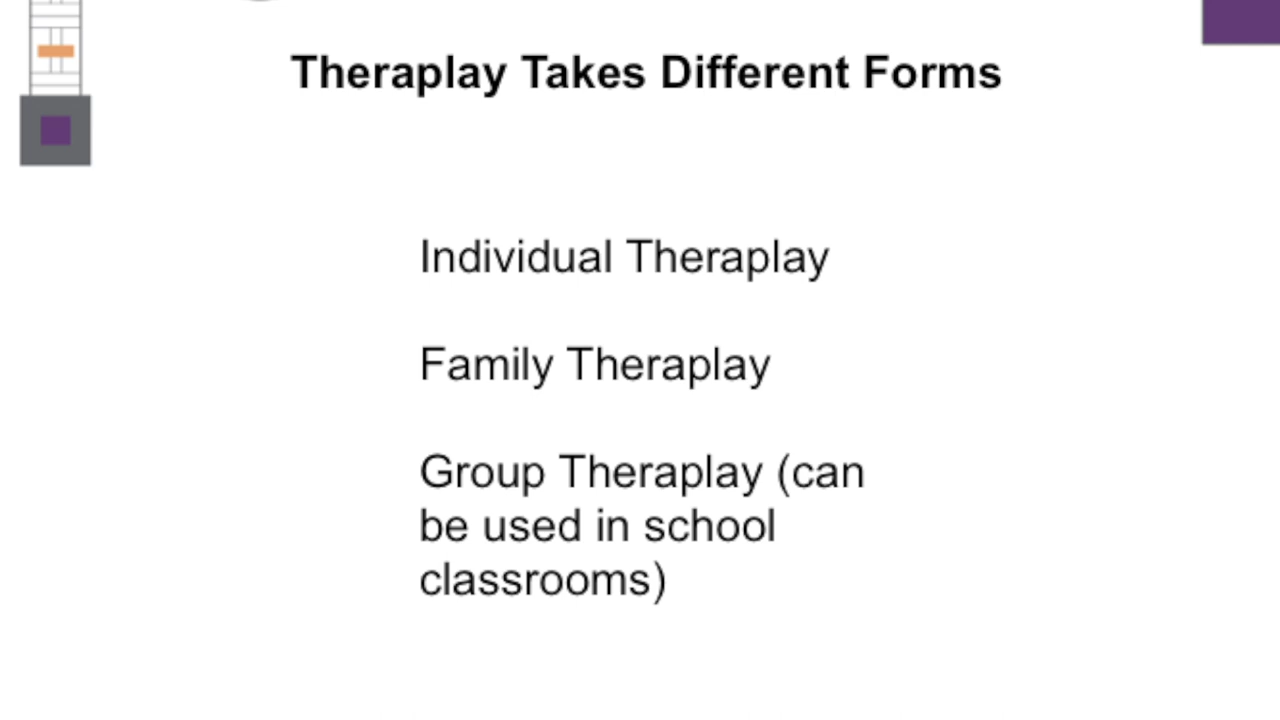 Theraplay Takes Different Forms
Individual Theraplay
Family Theraplay
Group Theraplay (can
be used in school
classrooms)